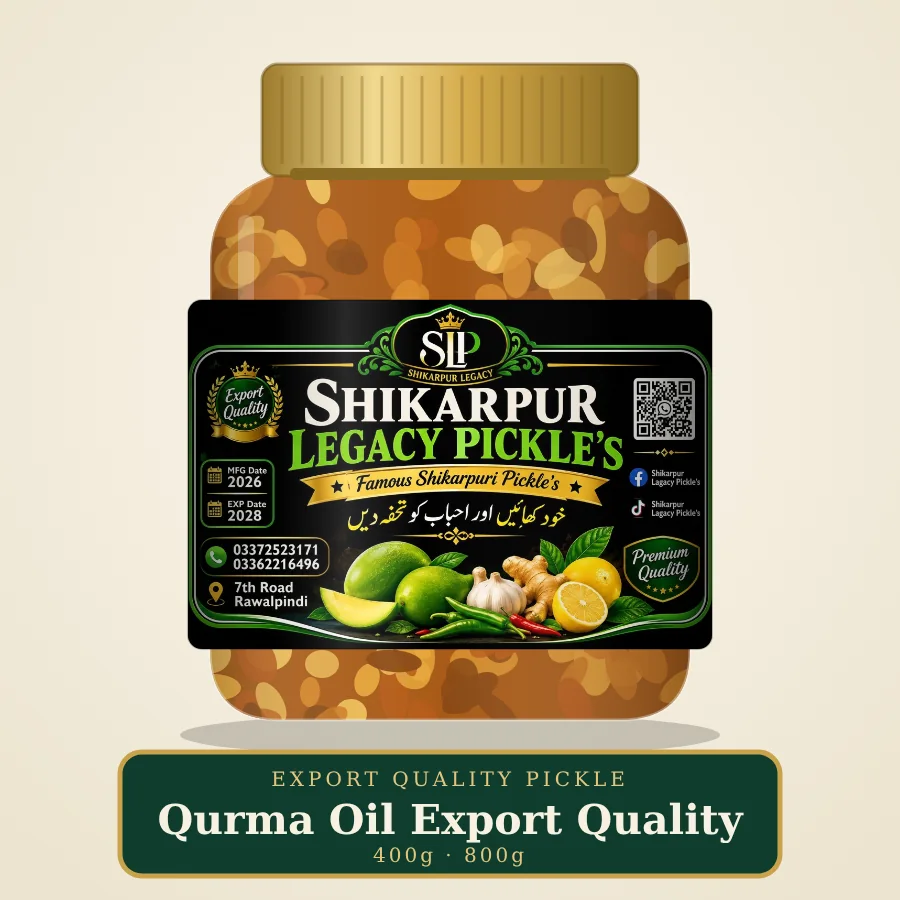 SLP
SHIKARPUR LEGACY
Export
Quality
SHIKARPUR
LEGACY PICKLE'S
Famous Shikarpuri Pickle's
خود کھائیں اور احباب کو تحفہ دیں
MFG Date
2026
EXP Date
2028
03372523171
03362216496
7th Road
Rawalpindi
Shikarpur
Legacy Pickle's
Shikarpur
Legacy Pickle's
Premium
Quality
EXPORT QUALITY PICKLE
Qurma Oil Export Quality
400g · 800g